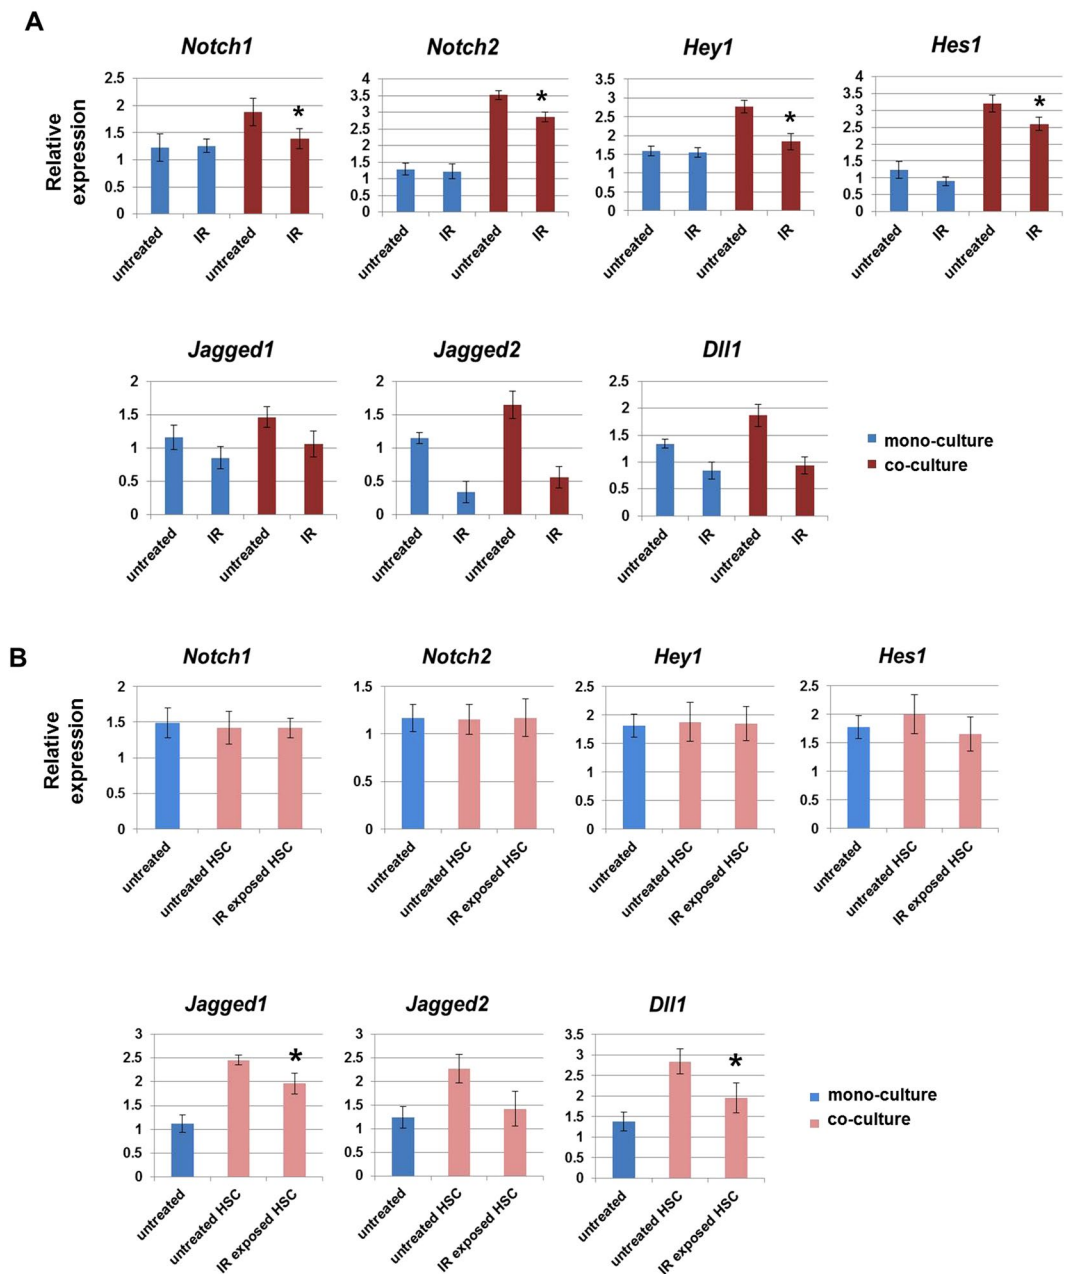 A
Notch1
Notch2
Hey1
Hes1
Relative
expression
2.5
2
1.5
1
0.5
0
4
3.5
3
2.5
2
1.5
1
0.5
0
3.5
3
2.5
2
1.5
1
0.5
0
4
3.5
3
2.5
2
1.5
1
0.5
0
*
*
*
*
untreated
IR
untreated
IR
untreated
IR
untreated
IR
untreated
IR
untreated
IR
untreated
IR
untreated
IR
Jagged1
Jagged2
Dll1
2
1.5
1
0.5
0
2
1.5
1
0.5
0
2.5
2
1.5
1
0.5
0
untreated
IR
untreated
IR
untreated
IR
untreated
IR
untreated
IR
untreated
IR
mono-culture
co-culture
B
Notch1
Notch2
Hey1
Hes1
Relative
expression
2
1.5
1
0.5
0
1.5
1
0.5
0
2.5
2
1.5
1
0.5
0
2.5
2
1.5
1
0.5
0
untreated
untreated HSC
IR exposed HSC
untreated
untreated HSC
IR exposed HSC
untreated
untreated HSC
IR exposed HSC
untreated
untreated HSC
IR exposed HSC
Jagged1
Jagged2
Dll1
3
2.5
2
1.5
1
0.5
0
3
2.5
2
1.5
1
0.5
0
3.5
3
2.5
2
1.5
1
0.5
0
*
*
untreated
untreated HSC
IR exposed HSC
untreated
untreated HSC
IR exposed HSC
untreated
untreated HSC
IR exposed HSC
mono-culture
co-culture